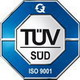 Q
TÜV
SÜD
ISO 9001